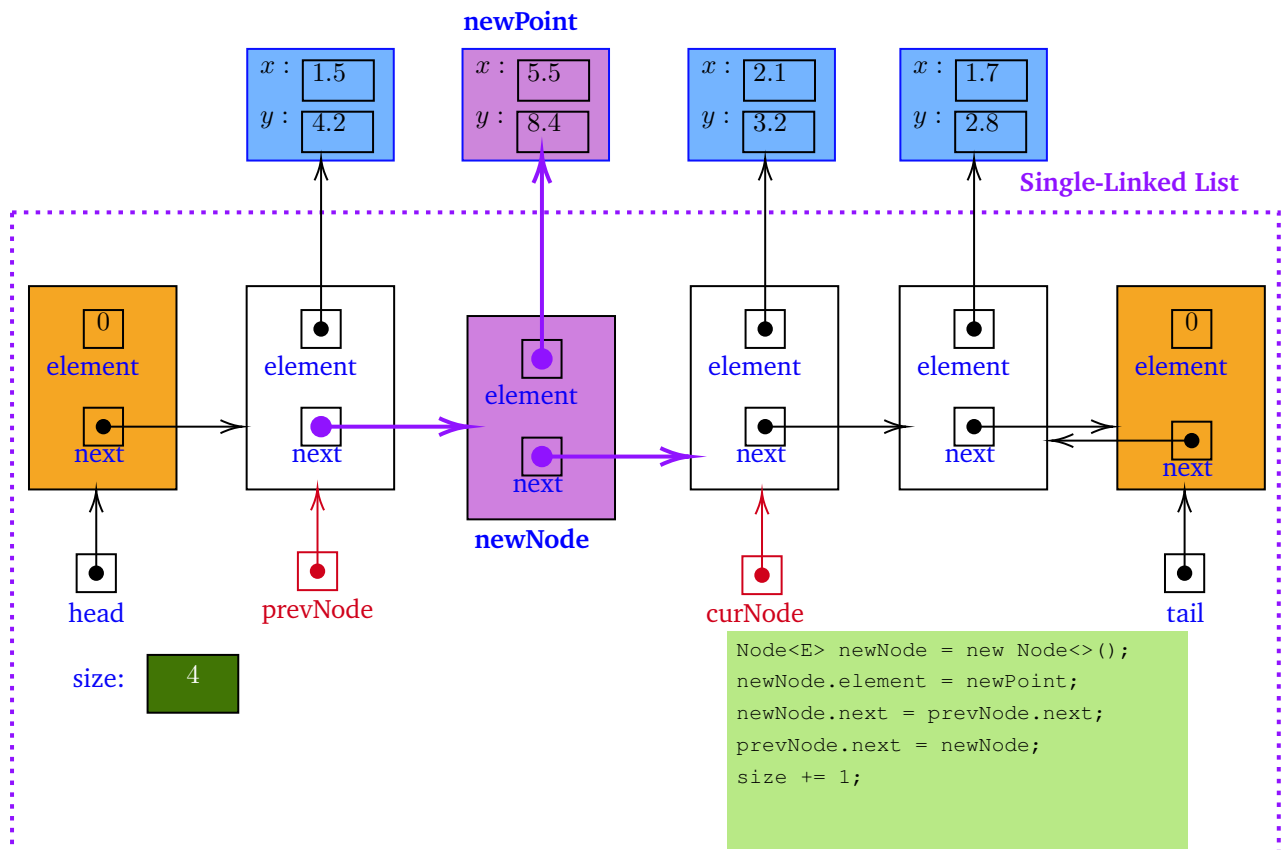 newPoint
x : 1.5
y : 4.2
x : 5.5
y : 8.4
x : 2.1
y : 3.2
x : 1.7
y : 2.8
Single-Linked List
0
element
next
element
next
element
next
newNode
element
next
element
next
0
element
next
head
prevNode
curNode
tail
size: 4
Node<E> newNode = new Node<>();
newNode.element = newPoint;
newNode.next = prevNode.next;
prevNode.next = newNode;
size += 1;